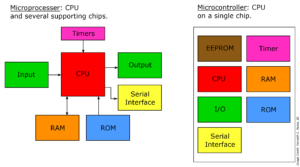 Microprocesser: CPU
and several supporting chips.
Timers
Input
CPU
Output
Serial
Interface
RAM
ROM
Microcontroller: CPU
on a single chip.
EEPROM
Timer
CPU
RAM
I/O
ROM
Serial
Interface